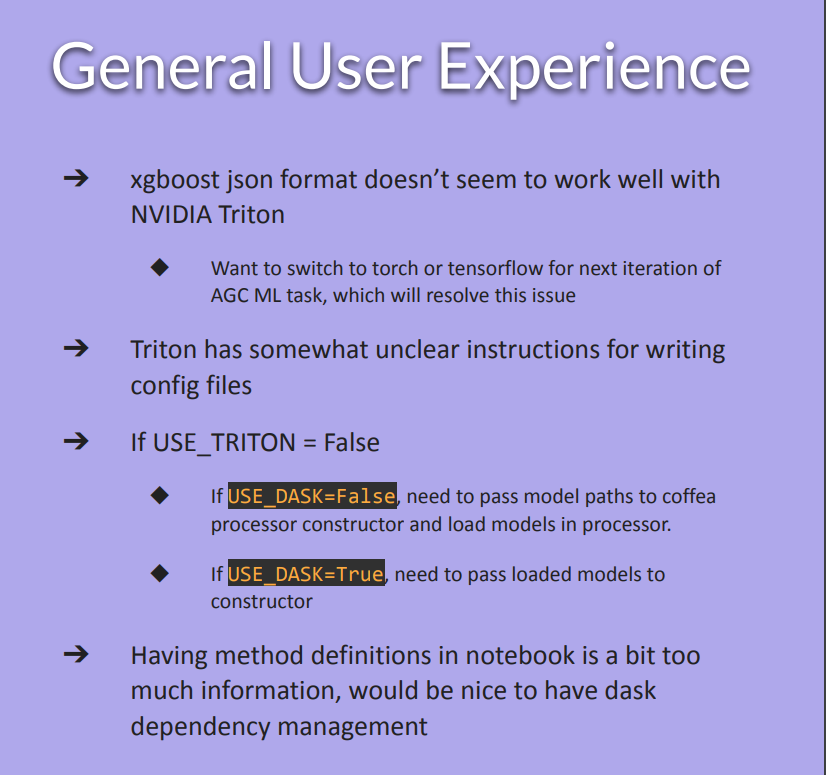 General User Experience
➔ xgboost json format doesn’t seem to work well with
NVIDIA Triton
◆ Want to switch to torch or tensorflow for next iteration of
AGC ML task, which will resolve this issue
➔ Triton has somewhat unclear instructions for writing
config files
➔ If USE_TRITON = False
◆ If USE_DASK=False, need to pass model paths to coffea
processor constructor and load models in processor.
◆ If USE_DASK=True, need to pass loaded models to
constructor
➔ Having method definitions in notebook is a bit too
much information, would be nice to have dask
dependency management